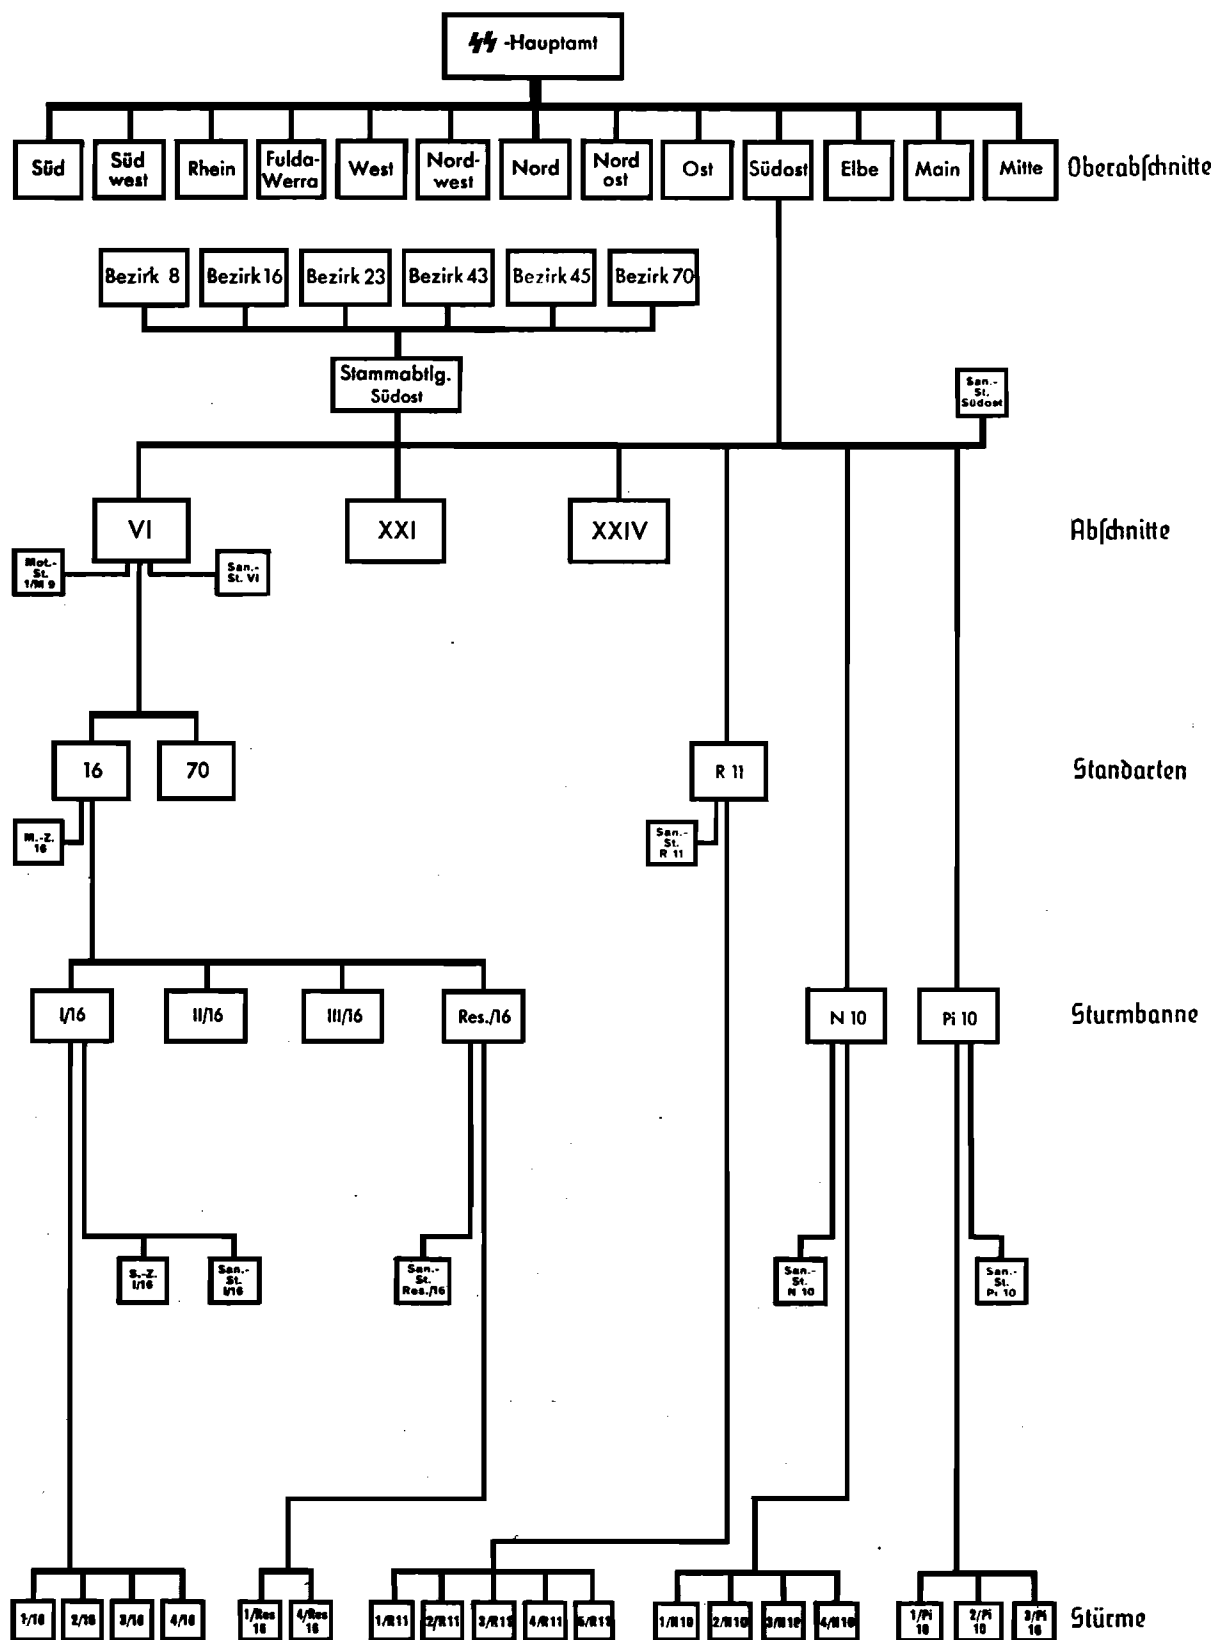 ᛋᛋ-Hauptamt
Süd
Süd
west
Rhein
Fulda-
Werra
West
Nord-
west
Nord
Nord
ost
Ost
Südost
Elbe
Main
Mitte
Oberabſchnitte
Bezirk 8
Bezirk 16
Bezirk 23
Bezirk 43
Bezirk 45
Bezirk 70
Stammabtlg.
Südost
San.-
St.
Südost
VI
XXI
XXIV
Abſchnitte
Mot.-
St.
1/M 9
San.-
St. VI
16
70
R 11
Standarten
M.-Z.
16
San.-
St.
R 11
I/16
II/16
III/16
Res./16
N 10
Pi 10
Sturmbanne
S.-Z.
I/16
San.-
St.
I/16
San.-
St.
Res./16
San.-
St.
N 10
San.-
St.
Pi 10
1/16
2/16
3/16
4/16
1/Res
16
4/Res
16
1/R11
2/R11
3/R11
4/R11
5/R11
1/N10
2/N10
3/N10
4/N10
1/Pi
10
2/Pi
10
3/Pi
10
Stürme